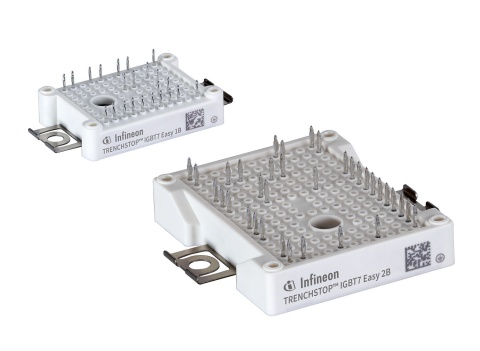 Infineon
TRENCHSTOP™ IGBT7 Easy 1B
Infineon
TRENCHSTOP™ IGBT7 Easy 2B